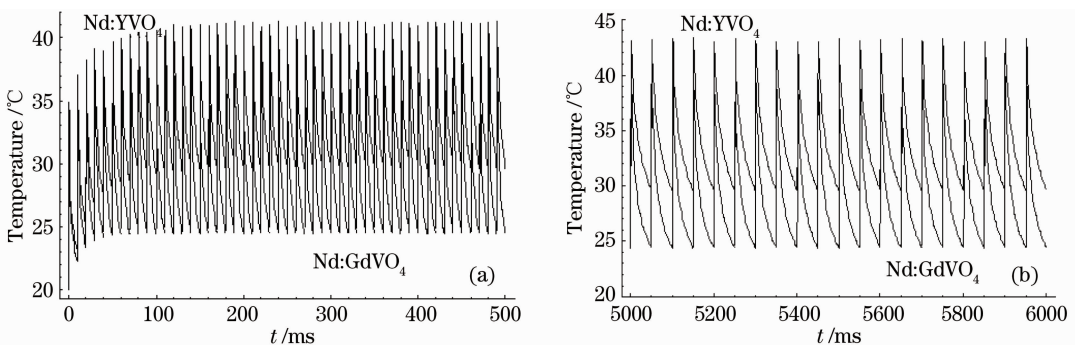 Nd:YVO₄
40
35
30
25
20
Temperature /℃
Nd:GdVO₄
(a)
0 100 200 300 400 500
t /ms
Nd:YVO₄
45
40
35
30
25
20
Temperature /℃
Nd:GdVO₄
(b)
5000 5200 5400 5600 5800 6000
t /ms